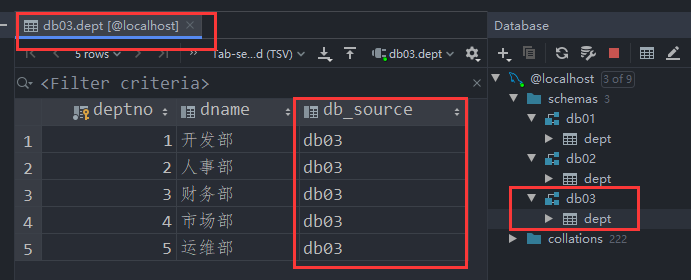 db03.dept [@localhost]
5 rows
Tab-se...d (TSV)
db03.dept
<Filter criteria>
deptno dname db_source
1 1 开发部 db03
2 2 人事部 db03
3 3 财务部 db03
4 4 市场部 db03
5 5 运维部 db03
Database
@localhost 3 of 9
schemas 3
db01
dept
db02
dept
db03
dept
collations 222